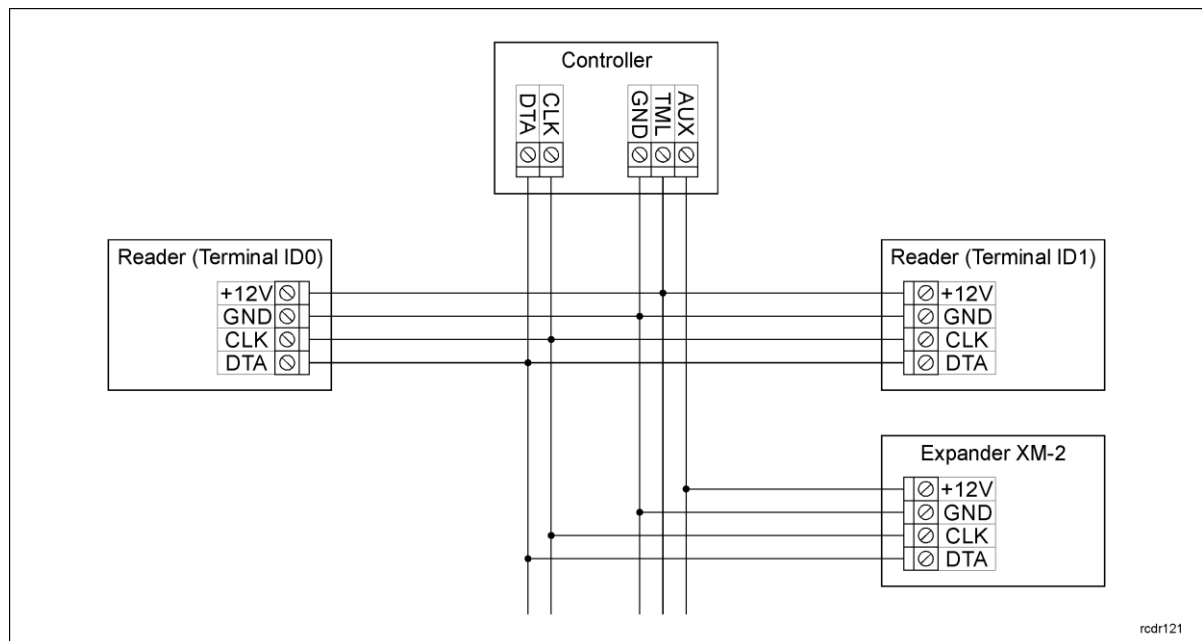 Controller
DTA
CLK
GND
TML
AUX
Reader (Terminal ID0)
+12V
GND
CLK
DTA
Reader (Terminal ID1)
+12V
GND
CLK
DTA
Expander XM-2
+12V
GND
CLK
DTA
rcdr121